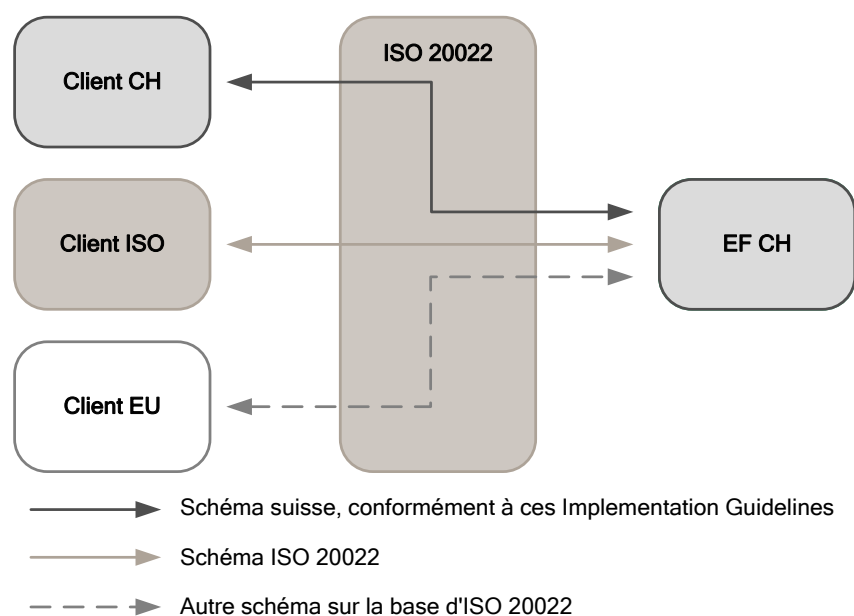 Client CH
ISO 20022
Client ISO
EF CH
Client EU
Schéma suisse, conformément à ces Implementation Guidelines
Schéma ISO 20022
Autre schéma sur la base d'ISO 20022